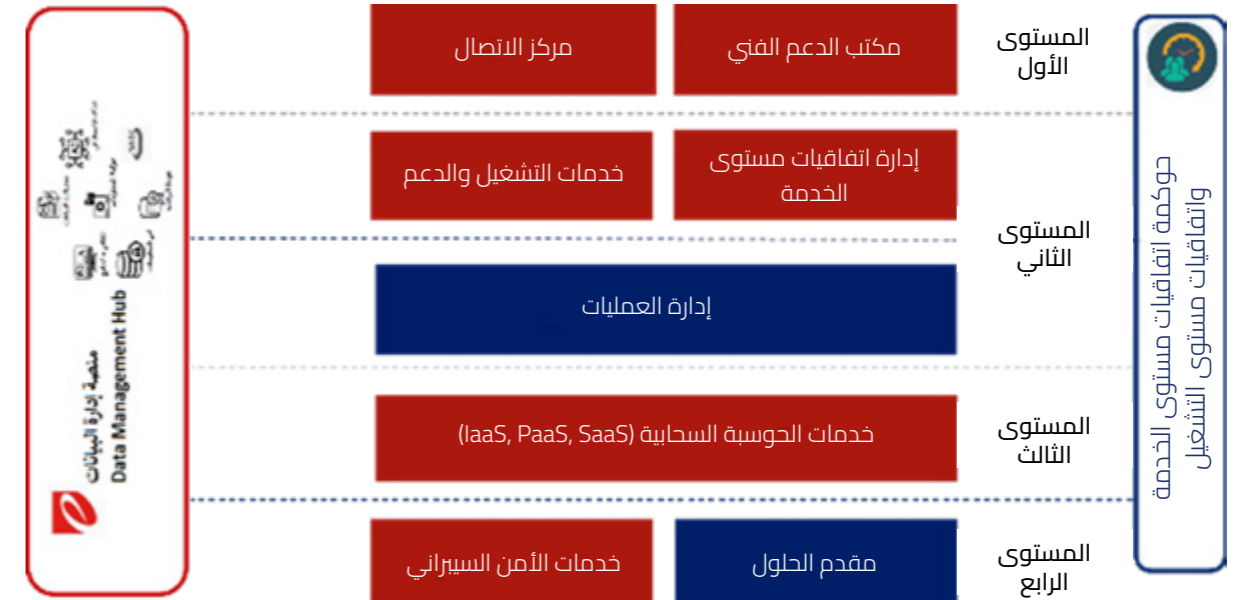 حوكمة اتفاقيات مستوى الخدمة
واتفاقيات مستوى التشغيل
المستوى
الأول
مكتب الدعم الفني
مركز الاتصال
المستوى
الثاني
إدارة اتفاقيات مستوى
الخدمة
خدمات التشغيل والدعم
إدارة العمليات
المستوى
الثالث
خدمات الحوسبة السحابية (IaaS, PaaS, SaaS)
المستوى
الرابع
مقدم الحلول
خدمات الأمن السيبراني
منصة إدارة البيانات
Data Management Hub